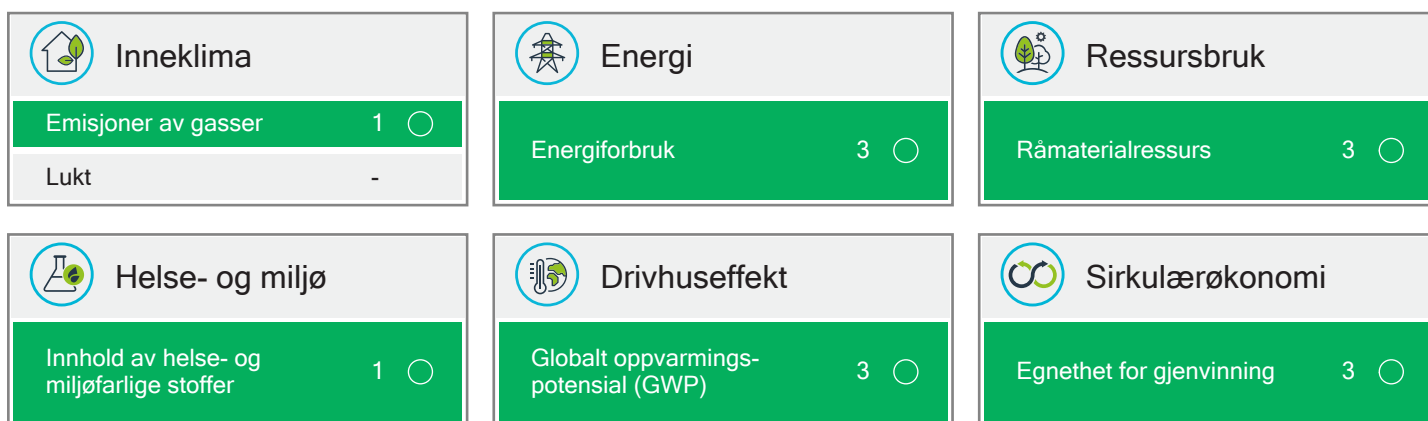 Inneklima
Emisjoner av gasser 1
Lukt -
Energi
Energiforbruk 3
Ressursbruk
Råmaterialressurs 3
Helse- og miljø
Innhold av helse- og
miljøfarlige stoffer 1
Drivhuseffekt
Globalt oppvarmings-
potensial (GWP) 3
Sirkulærøkonomi
Egnethet for gjenvinning 3